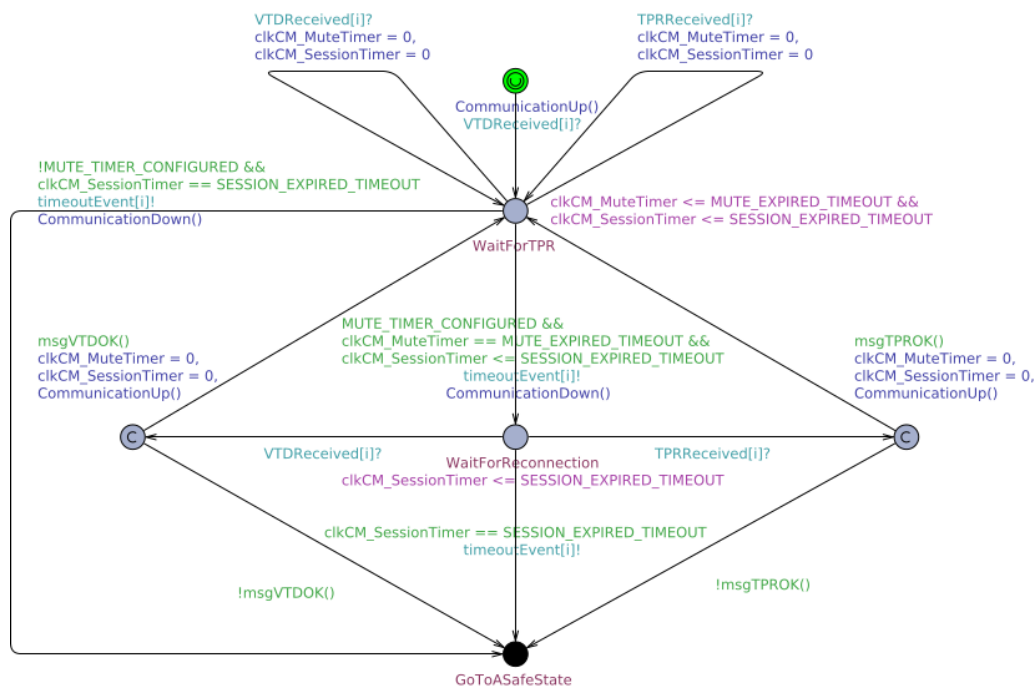 VTDReceived[i]?
clkCM_MuteTimer = 0,
clkCM_SessionTimer = 0
TPRReceived[i]?
clkCM_MuteTimer = 0,
clkCM_SessionTimer = 0
CommunicationUp()
VTDReceived[i]?
!MUTE_TIMER_CONFIGURED &&
clkCM_SessionTimer == SESSION_EXPIRED_TIMEOUT
timeoutEvent[i]!
CommunicationDown()
clkCM_MuteTimer <= MUTE_EXPIRED_TIMEOUT &&
clkCM_SessionTimer <= SESSION_EXPIRED_TIMEOUT
WaitForTPR
msgVTDOK()
clkCM_MuteTimer = 0,
clkCM_SessionTimer = 0,
CommunicationUp()
MUTE_TIMER_CONFIGURED &&
clkCM_MuteTimer == MUTE_EXPIRED_TIMEOUT &&
clkCM_SessionTimer <= SESSION_EXPIRED_TIMEOUT
timeoutEvent[i]!
CommunicationDown()
msgTPROK()
clkCM_MuteTimer = 0,
clkCM_SessionTimer = 0,
CommunicationUp()
C
C
VTDReceived[i]?
WaitForReconnection
TPRReceived[i]?
clkCM_SessionTimer <= SESSION_EXPIRED_TIMEOUT
clkCM_SessionTimer == SESSION_EXPIRED_TIMEOUT
timeoutEvent[i]!
!msgVTDOK()
!msgTPROK()
GoToASafeState